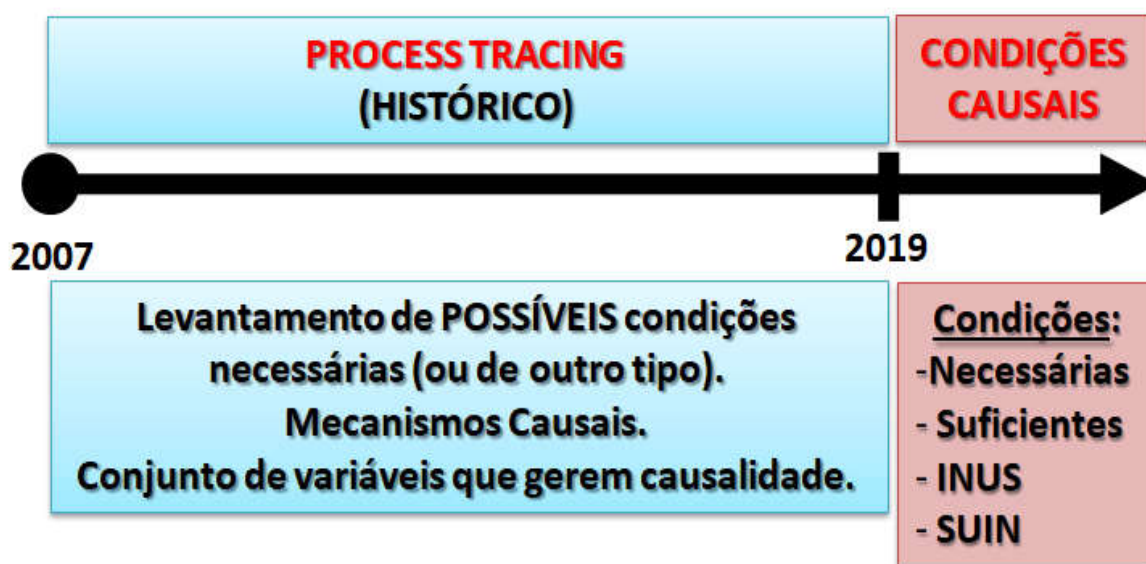 PROCESS TRACING
(HISTÓRICO)
CONDIÇÕES
CAUSAIS
2007
2019
Levantamento de POSSÍVEIS condições
necessárias (ou de outro tipo).
Mecanismos Causais.
Conjunto de variáveis que gerem causalidade.
Condições:
-Necessárias
- Suficientes
- INUS
- SUIN